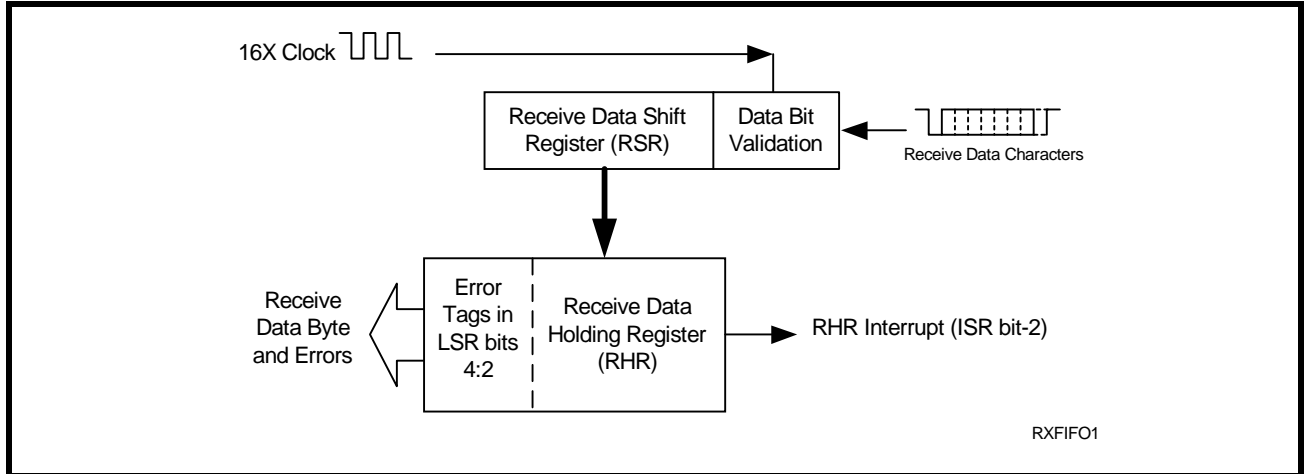 16X Clock
Receive Data Shift
Register (RSR)
Data Bit
Validation
Receive Data Characters
Receive
Data Byte
and Errors
Error
Tags in
LSR bits
4:2
Receive Data
Holding Register
(RHR)
RHR Interrupt (ISR bit-2)
RXFIFO1